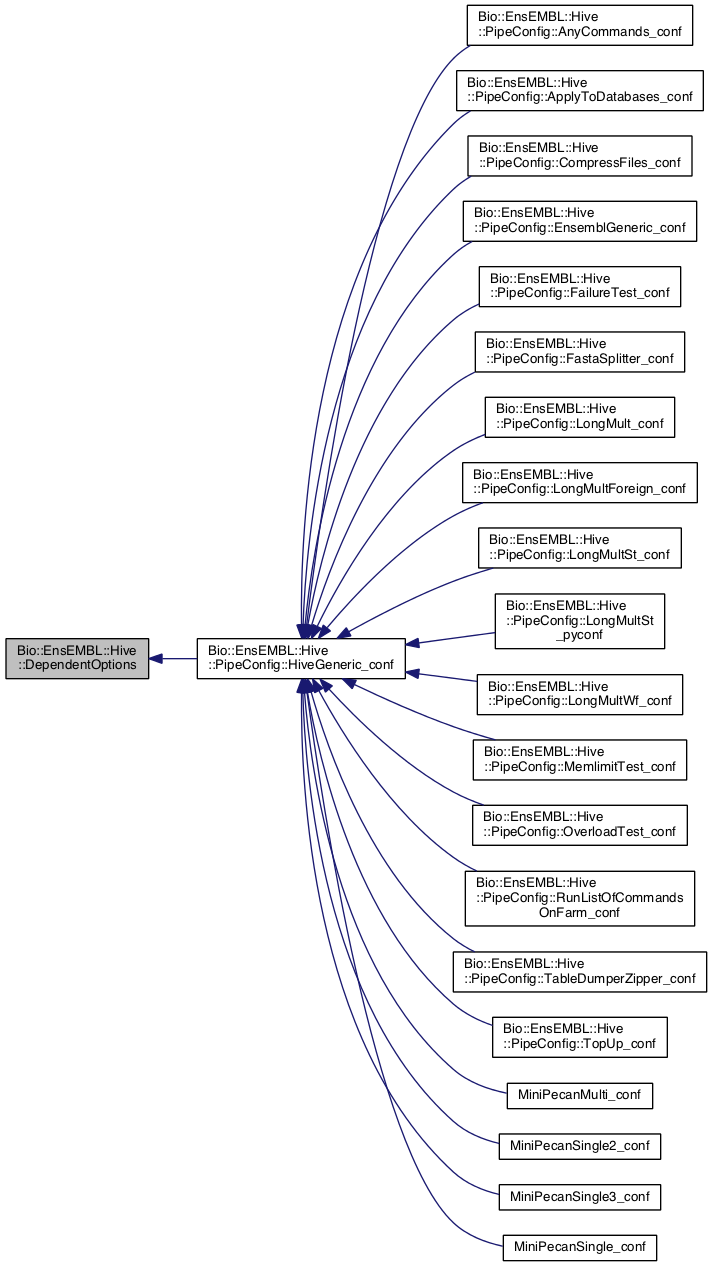 Bio::EnsEMBL::Hive
::PipeConfig::AnyCommands_conf
Bio::EnsEMBL::Hive
::PipeConfig::ApplyToDatabases_conf
Bio::EnsEMBL::Hive
::PipeConfig::CompressFiles_conf
Bio::EnsEMBL::Hive
::PipeConfig::EnsemblGeneric_conf
Bio::EnsEMBL::Hive
::PipeConfig::FailureTest_conf
Bio::EnsEMBL::Hive
::PipeConfig::FastaSplitter_conf
Bio::EnsEMBL::Hive
::PipeConfig::LongMult_conf
Bio::EnsEMBL::Hive
::PipeConfig::LongMultForeign_conf
Bio::EnsEMBL::Hive
::PipeConfig::LongMultSt_conf
Bio::EnsEMBL::Hive
::PipeConfig::LongMultSt
_pyconf
Bio::EnsEMBL::Hive
::DependentOptions
Bio::EnsEMBL::Hive
::PipeConfig::HiveGeneric_conf
Bio::EnsEMBL::Hive
::PipeConfig::LongMultWf_conf
Bio::EnsEMBL::Hive
::PipeConfig::MemlimitTest_conf
Bio::EnsEMBL::Hive
::PipeConfig::OverloadTest_conf
Bio::EnsEMBL::Hive
::PipeConfig::RunListOfCommands
OnFarm_conf
Bio::EnsEMBL::Hive
::PipeConfig::TableDumperZipper_conf
Bio::EnsEMBL::Hive
::PipeConfig::TopUp_conf
MiniPecanMulti_conf
MiniPecanSingle2_conf
MiniPecanSingle3_conf
MiniPecanSingle_conf